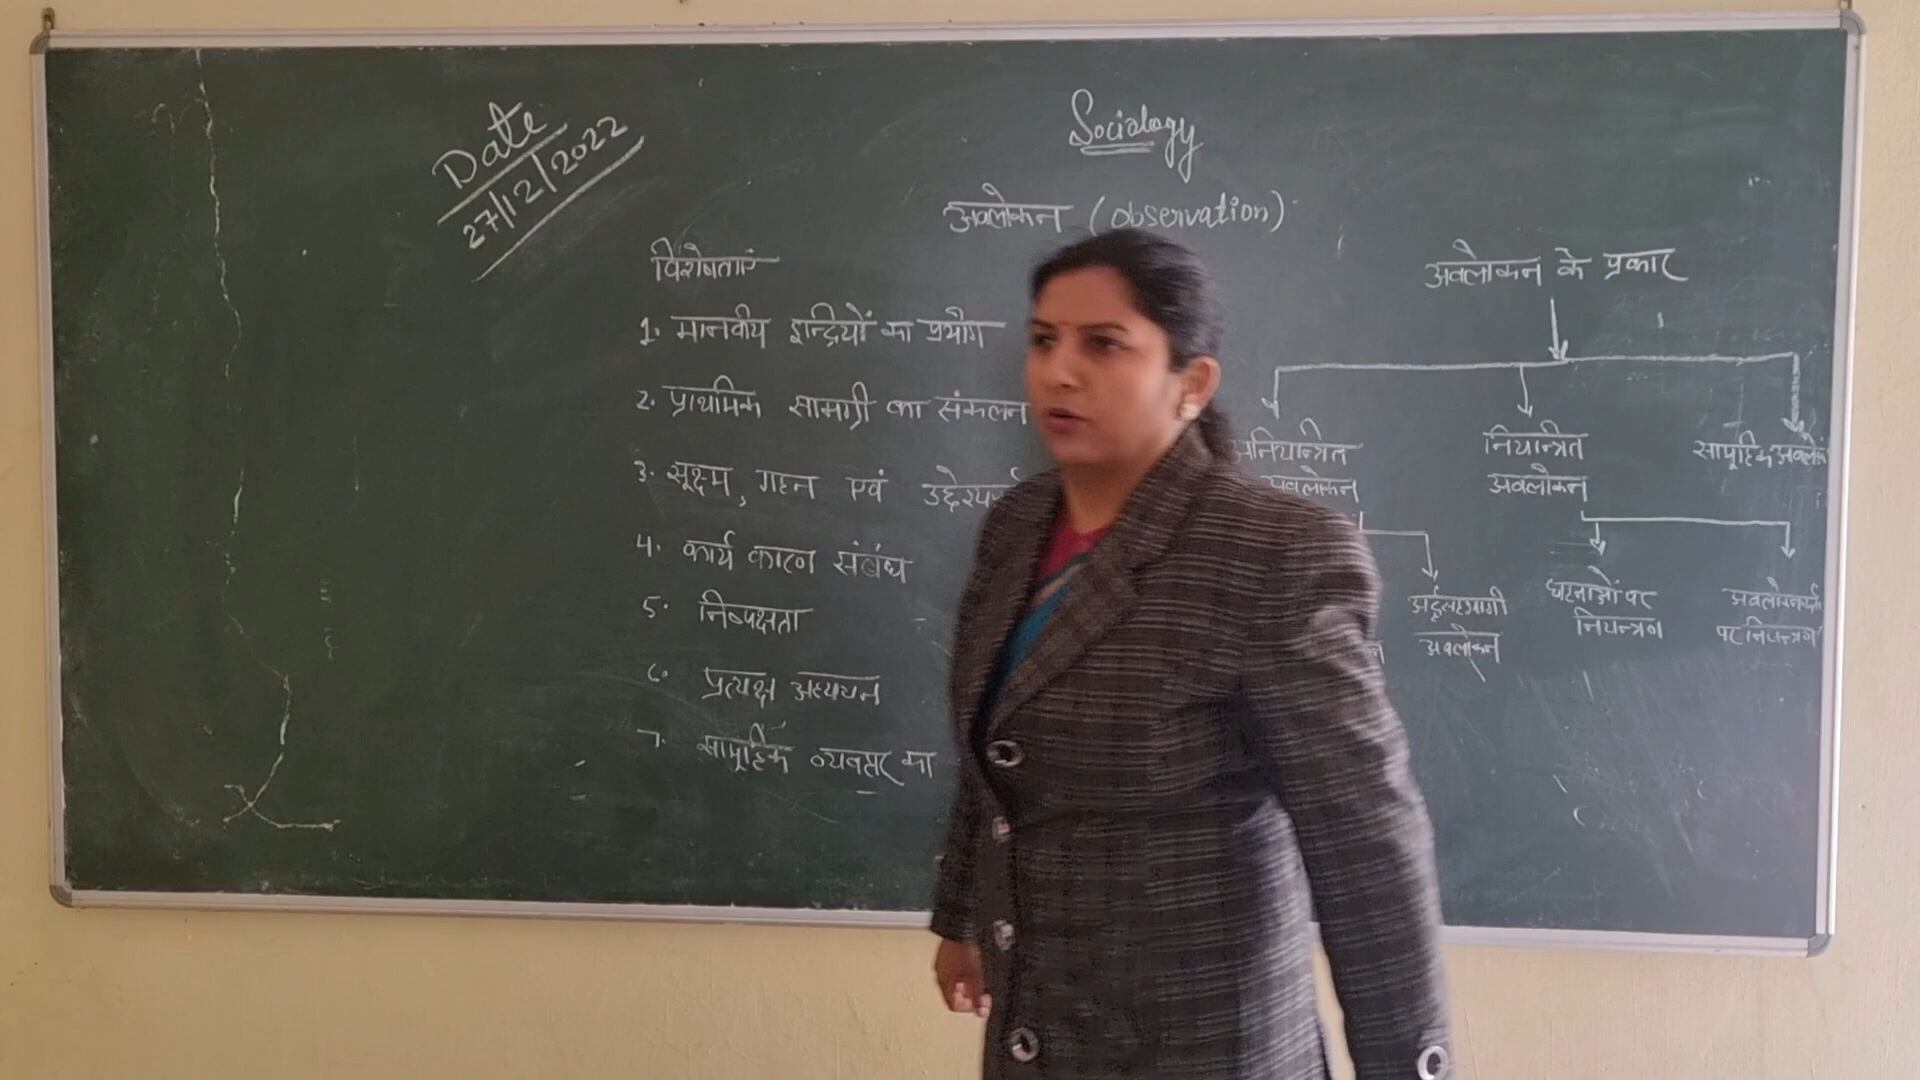 Date
27/12/2022
Sociology
अवलोकन (observation)
विशेषताएं
1. मानवीय इन्द्रियों का प्रयोग
2. प्राथमिक सामग्री का संकलन
3. सूक्ष्म, गहन एवं
4. कार्य कारण संबंध
5. निष्पक्षता
6. प्रत्यक्ष अध्ययन
7. सामूहिक व्यवहार का
अवलोकन के प्रकार
अनियन्त्रित
अवलोकन
नियन्त्रित
अवलोकन
सामूहिक अवलोकन
अर्द्धसहभागी
अवलोकन
घटनाओं पर
नियन्त्रण
पर नियन्त्रण